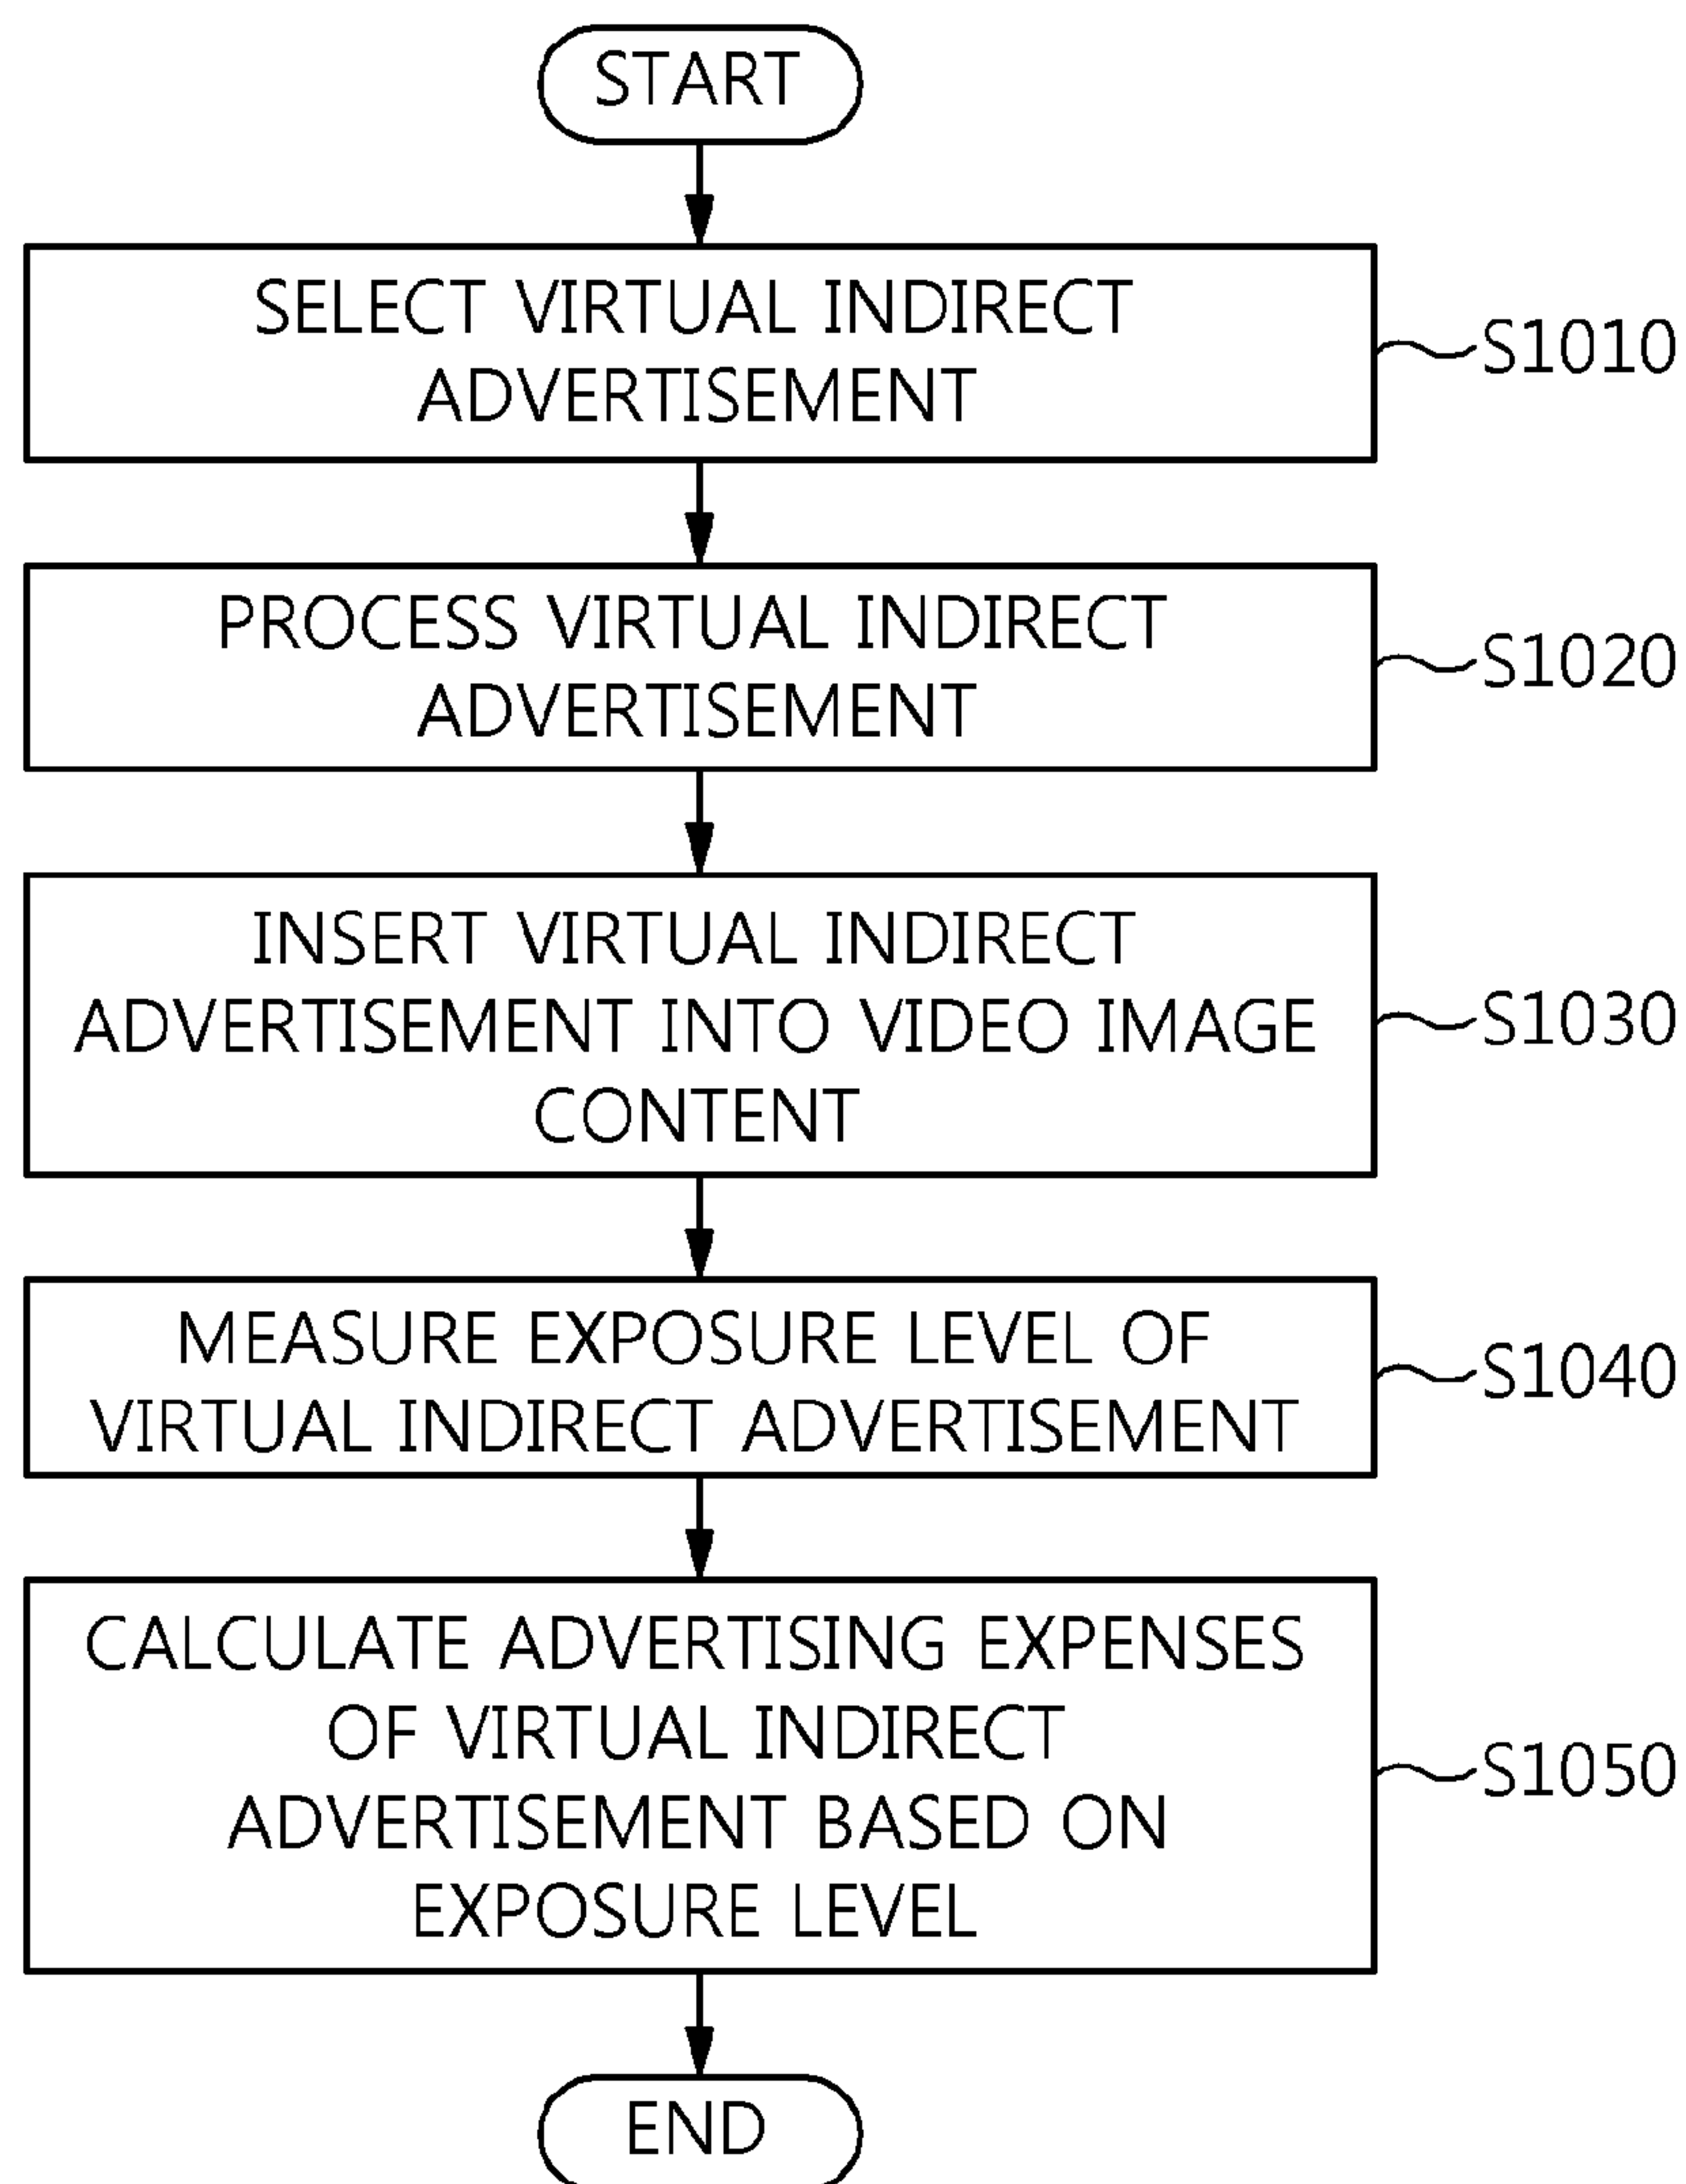 START
SELECT VIRTUAL INDIRECT
ADVERTISEMENT
S1010
PROCESS VIRTUAL INDIRECT
ADVERTISEMENT
S1020
INSERT VIRTUAL INDIRECT
ADVERTISEMENT INTO VIDEO IMAGE
CONTENT
S1030
MEASURE EXPOSURE LEVEL OF
VIRTUAL INDIRECT ADVERTISEMENT
S1040
CALCULATE ADVERTISING EXPENSES
OF VIRTUAL INDIRECT
ADVERTISEMENT BASED ON
EXPOSURE LEVEL
S1050
END